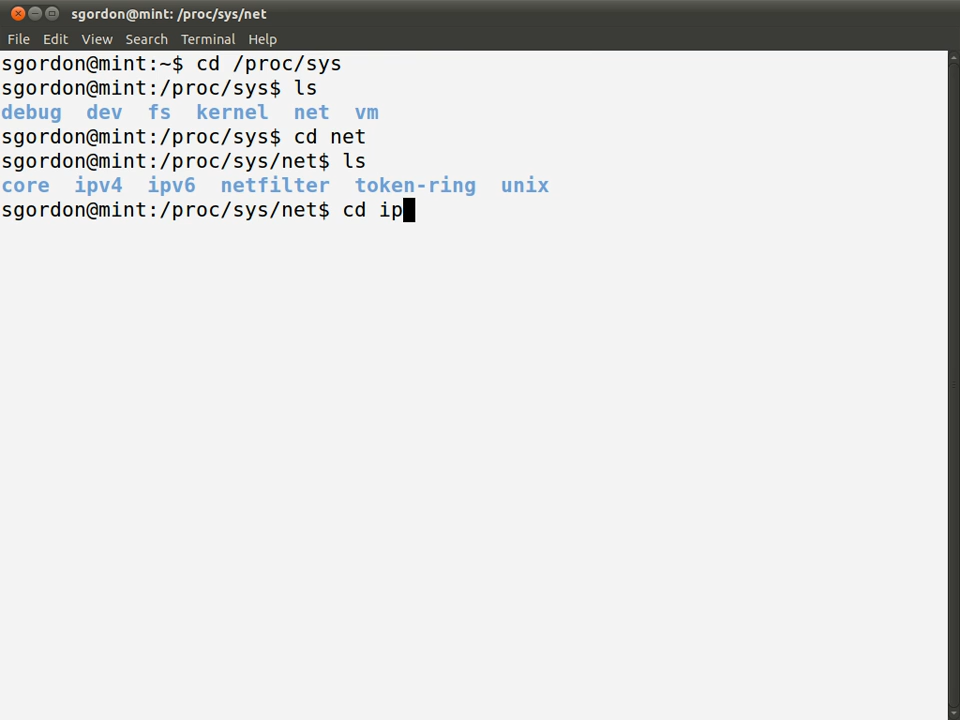 sgordon@mint: /proc/sys/net
File Edit View Search Terminal Help
sgordon@mint:~$ cd /proc/sys
sgordon@mint:/proc/sys$ ls
debug  dev  fs  kernel  net  vm
sgordon@mint:/proc/sys$ cd net
sgordon@mint:/proc/sys/net$ ls
core  ipv4  ipv6  netfilter  token-ring  unix
sgordon@mint:/proc/sys/net$ cd ip